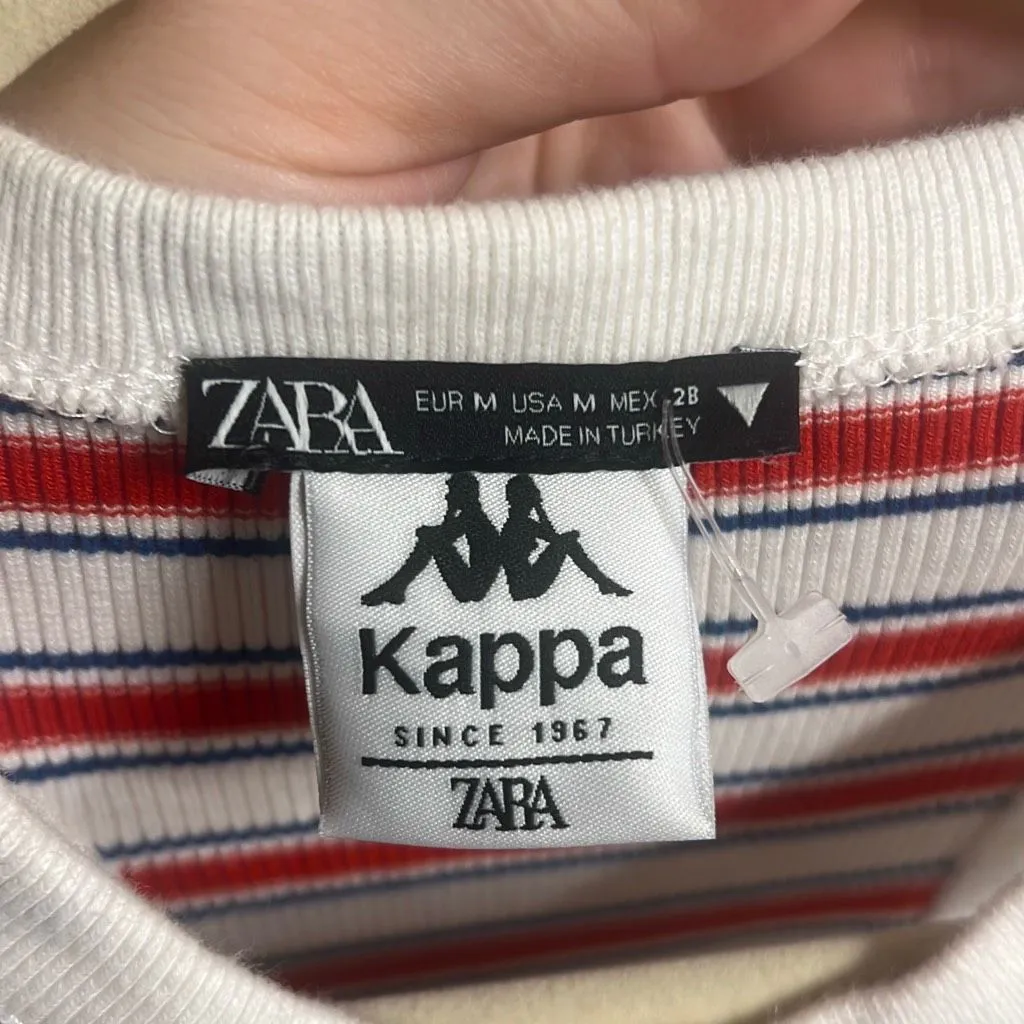 ZARA
EUR M USA M MEX 28
MADE IN TURKEY
Kappa
SINCE 1967
ZARA